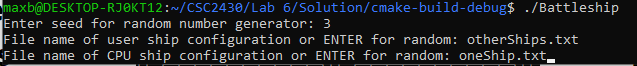 maxb@DESKTOP-RJ0KT12:~/CSC2430/Lab 6/Solution/cmake-build-debug$ ./Battleship
Enter seed for random number generator: 3
File name of user ship configuration or ENTER for random: otherShips.txt
File name of CPU ship configuration or ENTER for random: oneShip.txt